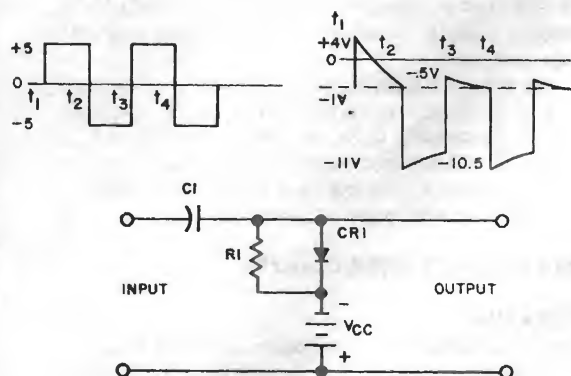 +5
0
-5
t1 t2 t3 t4
t1
+4V
t2 t3 t4
0
-.5V
-1V
-11V
-10.5
C1
R1
CR1
INPUT
OUTPUT
-
VCC
+